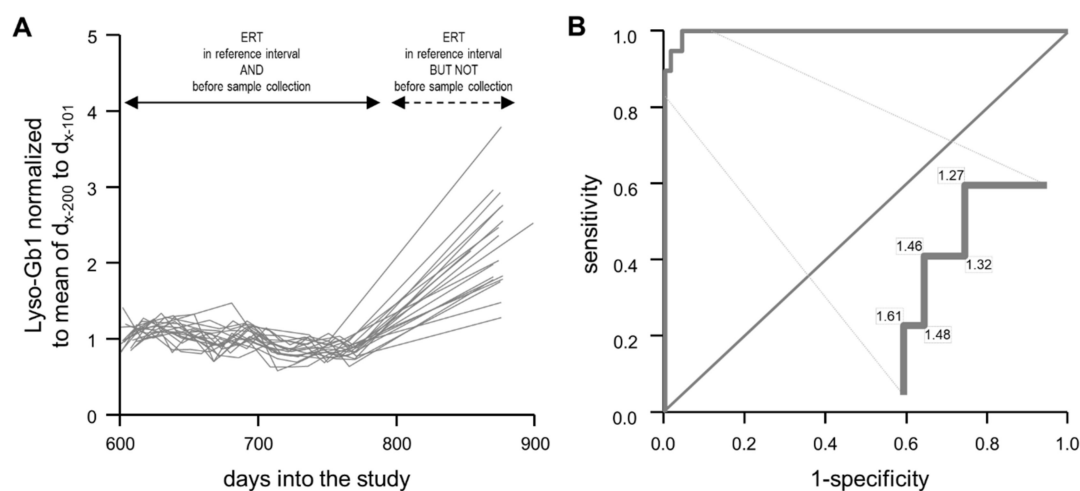 A
5
4
3
2
1
0
Lyso-Gb1 normalized
to mean of dx-200 to dx-101
ERT
in reference interval
AND
before sample collection
ERT
in reference interval
BUT NOT
before sample collection
600
700
800
900
days into the study
B
1.0
0.8
0.6
0.4
0.2
0.0
sensitivity
1.27
1.46
1.32
1.61
1.48
0.0
0.2
0.4
0.6
0.8
1.0
1-specificity